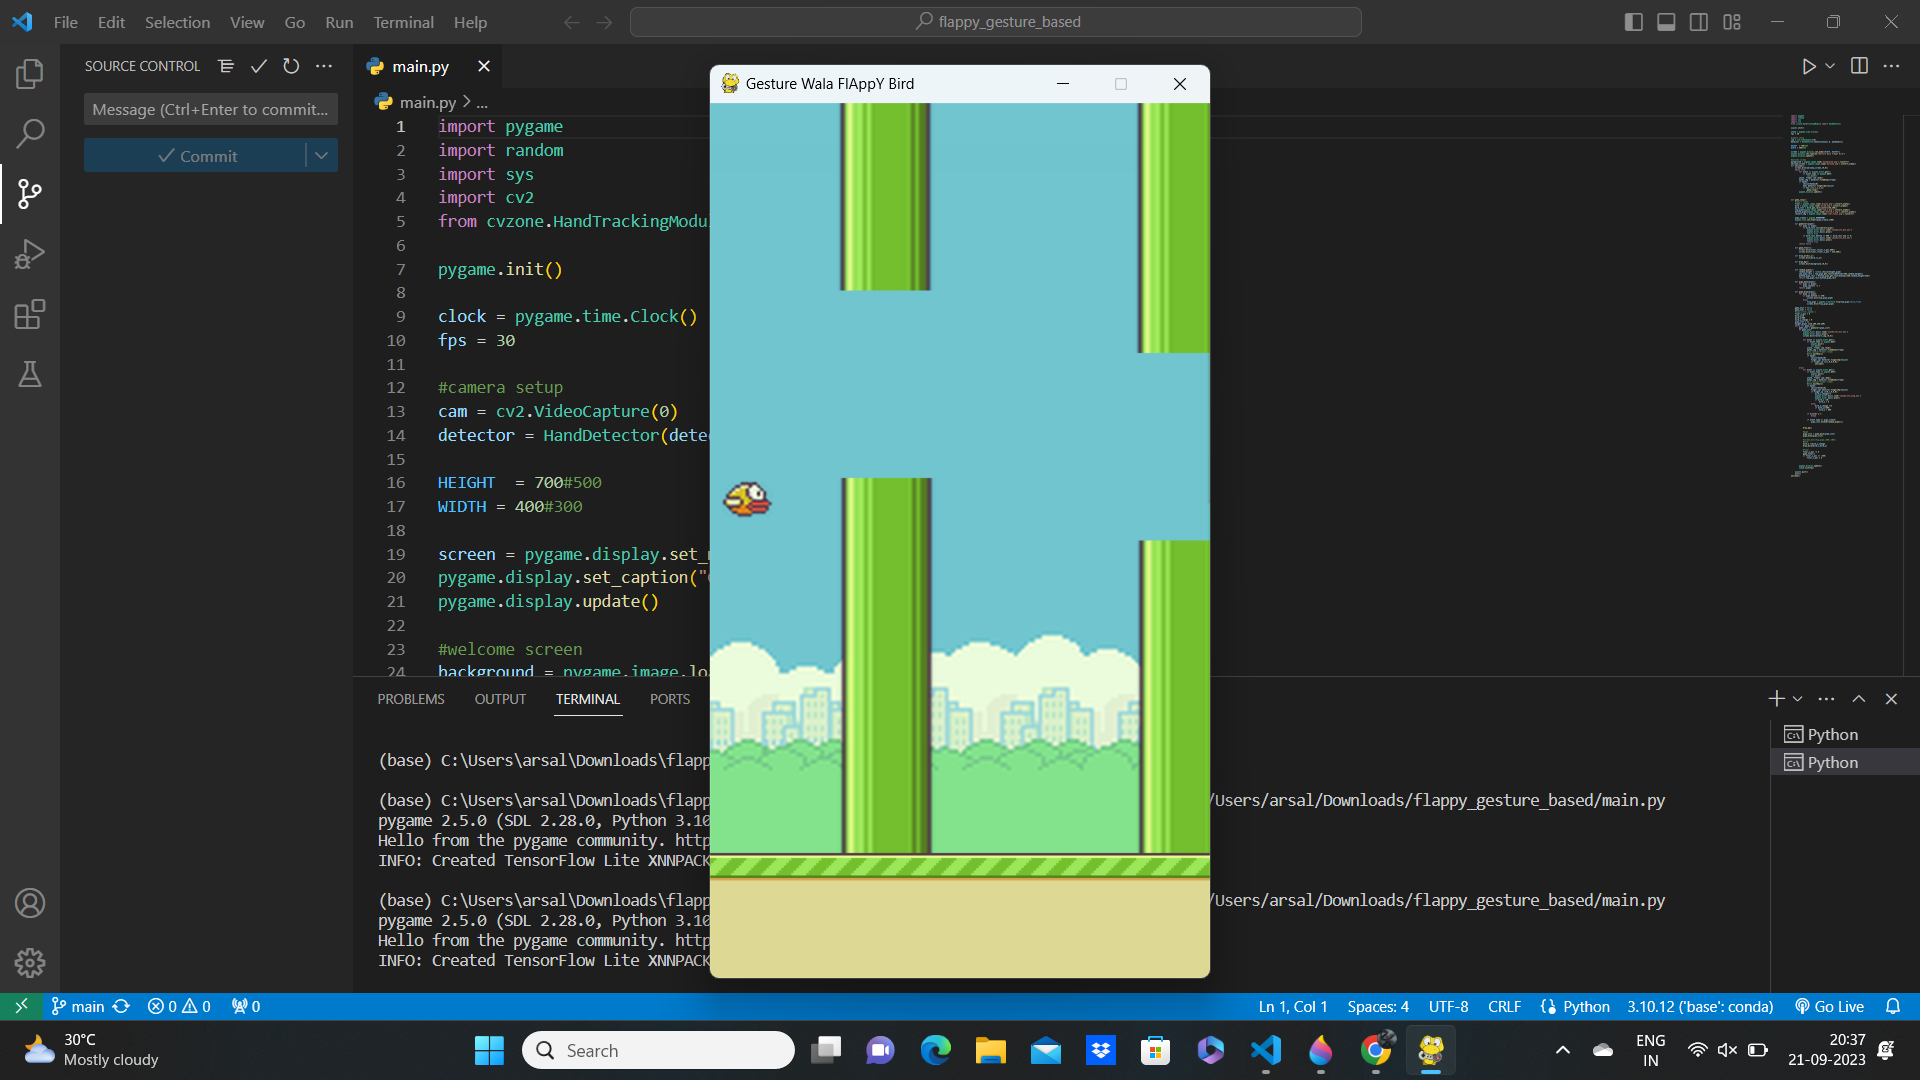 File Edit Selection View Go Run Terminal Help
flappy_gesture_based
SOURCE CONTROL
Message (Ctrl+Enter to commit...
Commit
main.py
main.py > ...
1 import pygame
2 import random
3 import sys
4 import cv2
5 from cvzone.HandTrackingModul
6
7 pygame.init()
8
9 clock = pygame.time.Clock()
10 fps = 30
11
12 #camera setup
13 cam = cv2.VideoCapture(0)
14 detector = HandDetector(detec
15
16 HEIGHT  = 700#500
17 WIDTH = 400#300
18
19 screen = pygame.display.set_m
20 pygame.display.set_caption("G
21 pygame.display.update()
22
23 #welcome screen
24 background = pygame.image.loa
Gesture Wala FlAppY Bird
PROBLEMS OUTPUT TERMINAL PORTS
(base) C:\Users\arsal\Downloads\flapp
(base) C:\Users\arsal\Downloads\flapp /Users/arsal/Downloads/flappy_gesture_based/main.py
pygame 2.5.0 (SDL 2.28.0, Python 3.10
Hello from the pygame community. http
INFO: Created TensorFlow Lite XNNPACK
(base) C:\Users\arsal\Downloads\flapp /Users/arsal/Downloads/flappy_gesture_based/main.py
pygame 2.5.0 (SDL 2.28.0, Python 3.10
Hello from the pygame community. http
INFO: Created TensorFlow Lite XNNPACK
Python
Python
main 0 0 0 Ln 1, Col 1 Spaces: 4 UTF-8 CRLF Python 3.10.12 ('base': conda) Go Live
30°C
Mostly cloudy
Search
ENG
IN
20:37
21-09-2023